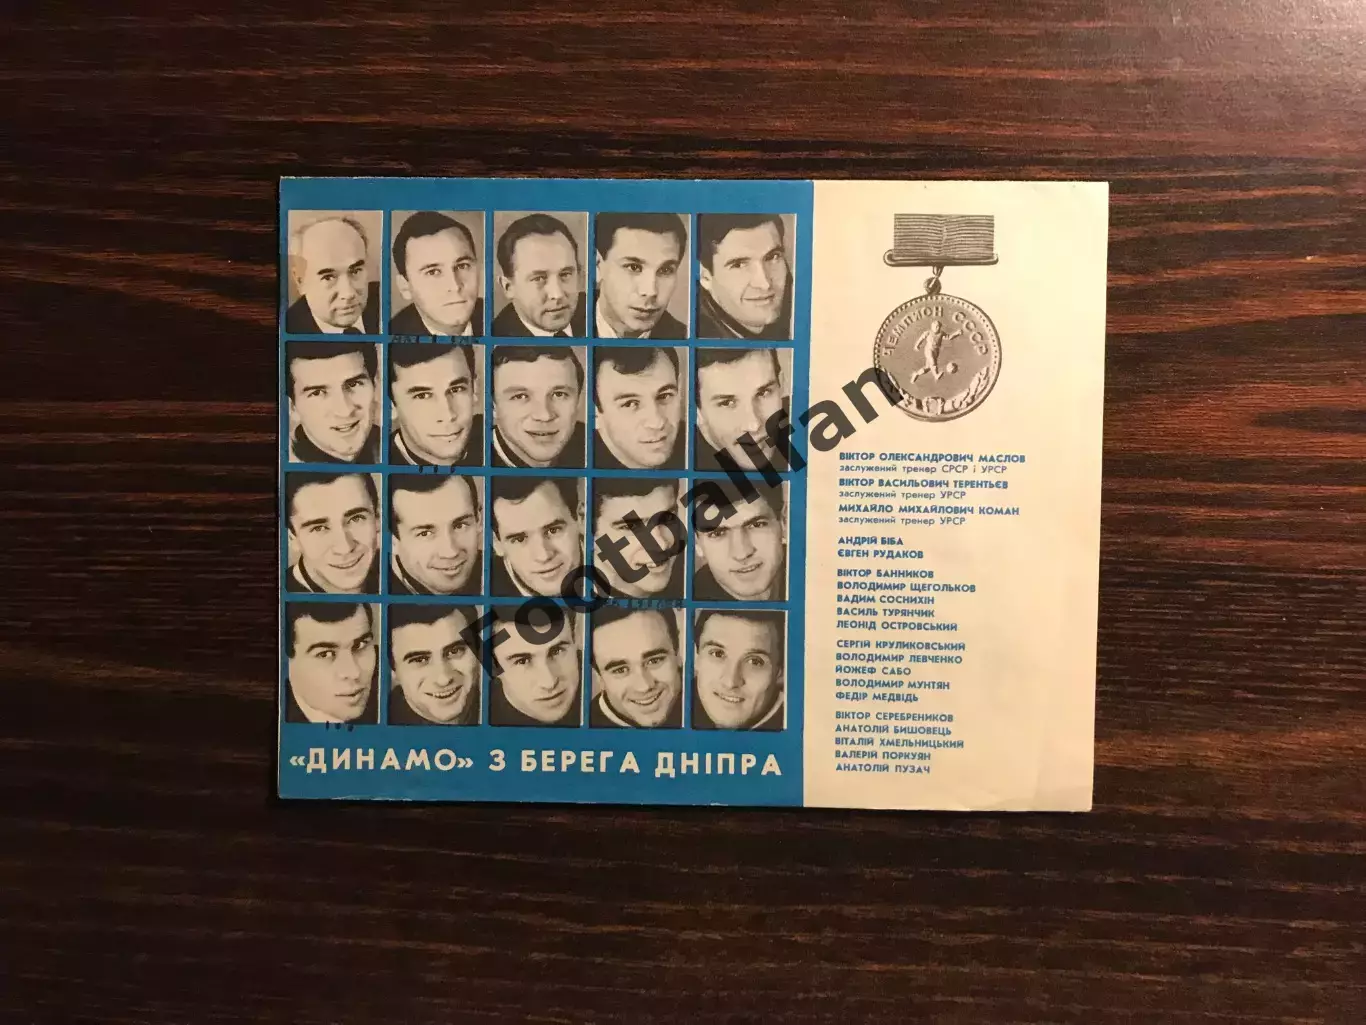 ЧЕМПИОН СССР
ВІКТОР ОЛЕКСАНДРОВИЧ МАСЛОВ
заслужений тренер СРСР і УРСР
ВІКТОР ВАСИЛЬОВИЧ ТЕРЕНТЬЄВ
заслужений тренер УРСР
МИХАЙЛО МИХАЙЛОВИЧ КОМАН
заслужений тренер УРСР
АНДРІЙ БІБА
ЄВГЕН РУДАКОВ
ВІКТОР БАННИКОВ
ВОЛОДИМИР ЩЕГОЛЬКОВ
ВАДИМ СОСНИХІН
ВАСИЛЬ ТУРЯНЧИК
ЛЕОНІД ОСТРОВСЬКИЙ
СЕРГІЙ КРУЛИКОВСЬКИЙ
ВОЛОДИМИР ЛЕВЧЕНКО
ЙОЖЕФ САБО
ВОЛОДИМИР МУНТЯН
ФЕДІР МЕДВІДЬ
ВІКТОР СЕРЕБРЕНИКОВ
АНАТОЛІЙ БИШОВЕЦЬ
ВІТАЛІЙ ХМЕЛЬНИЦЬКИЙ
ВАЛЕРІЙ ПОРКУЯН
АНАТОЛІЙ ПУЗАЧ
«ДИНАМО» З БЕРЕГА ДНІПРА
Footballfan